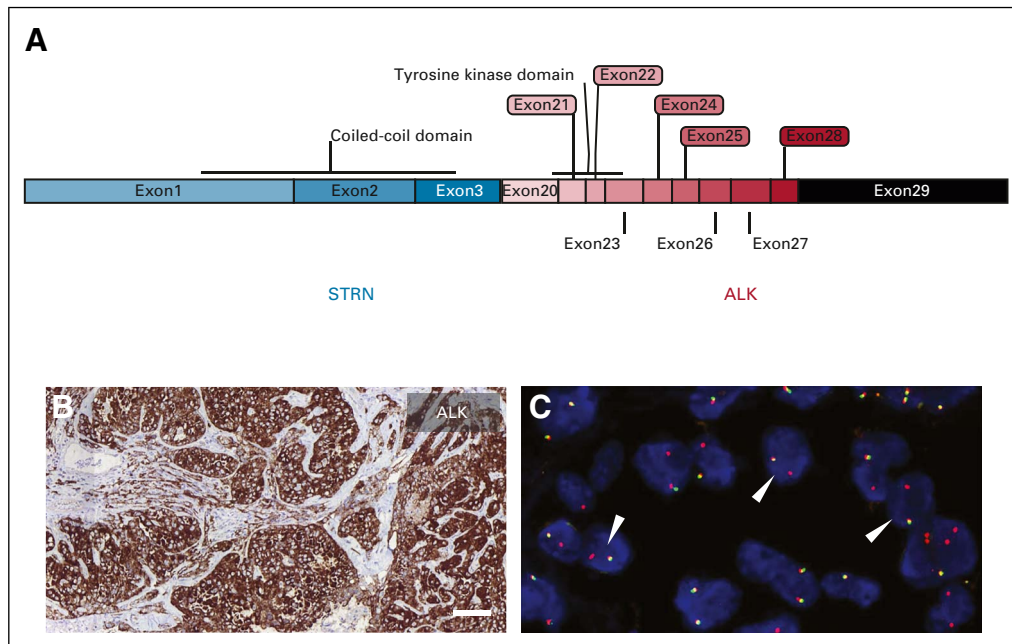 A
Tyrosine kinase domain
Exon22
Exon21
Exon24
Coiled-coil domain
Exon25
Exon28
Exon1
Exon2
Exon3
Exon20
Exon29
Exon23
Exon26
Exon27
STRN
ALK
B
ALK
C